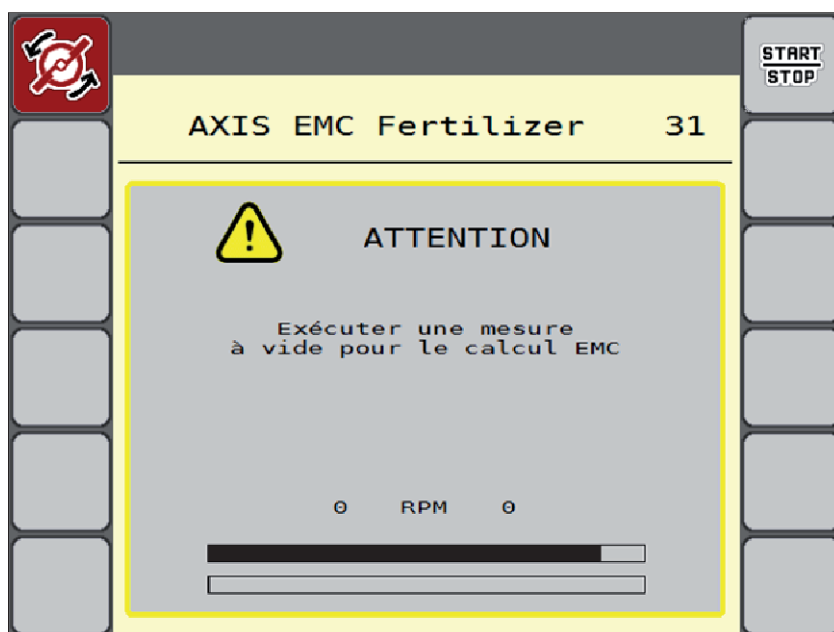 START
STOP
AXIS EMC Fertilizer 31
ATTENTION
Exécuter une mesure
à vide pour le calcul EMC
0 RPM 0